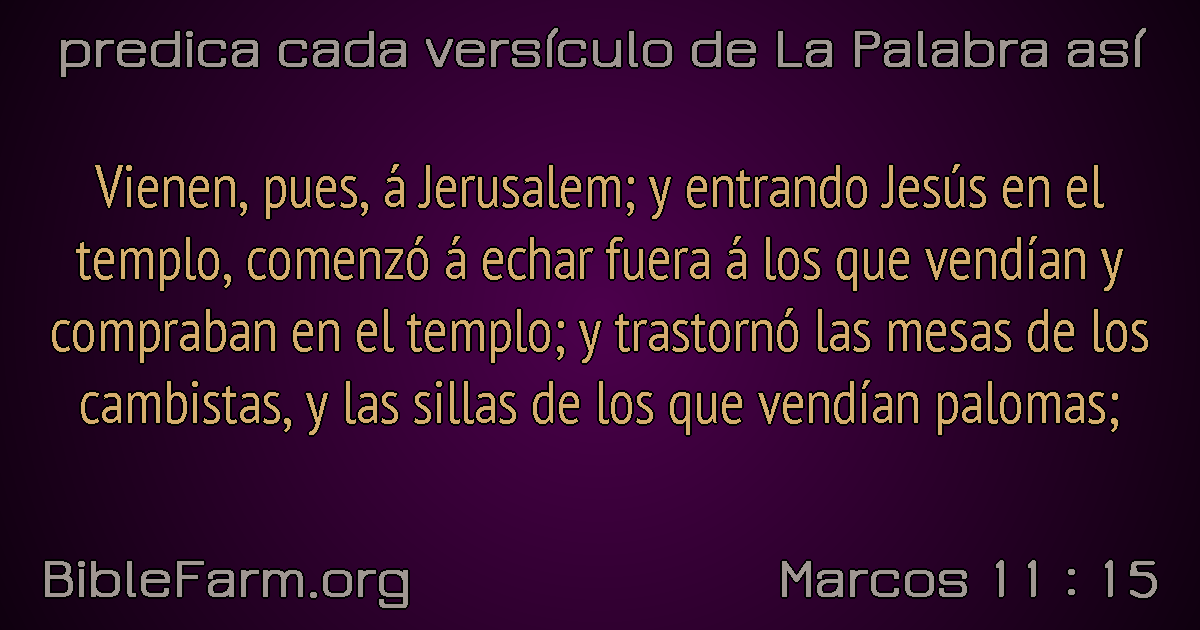 predica cada versículo de La Palabra así
Vienen, pues, á Jerusalem; y entrando Jesús en el
templo, comenzó á echar fuera á los que vendían y
compraban en el templo; y trastornó las mesas de los
cambistas, y las sillas de los que vendían palomas;
BibleFarm.org
Marcos 11 : 15